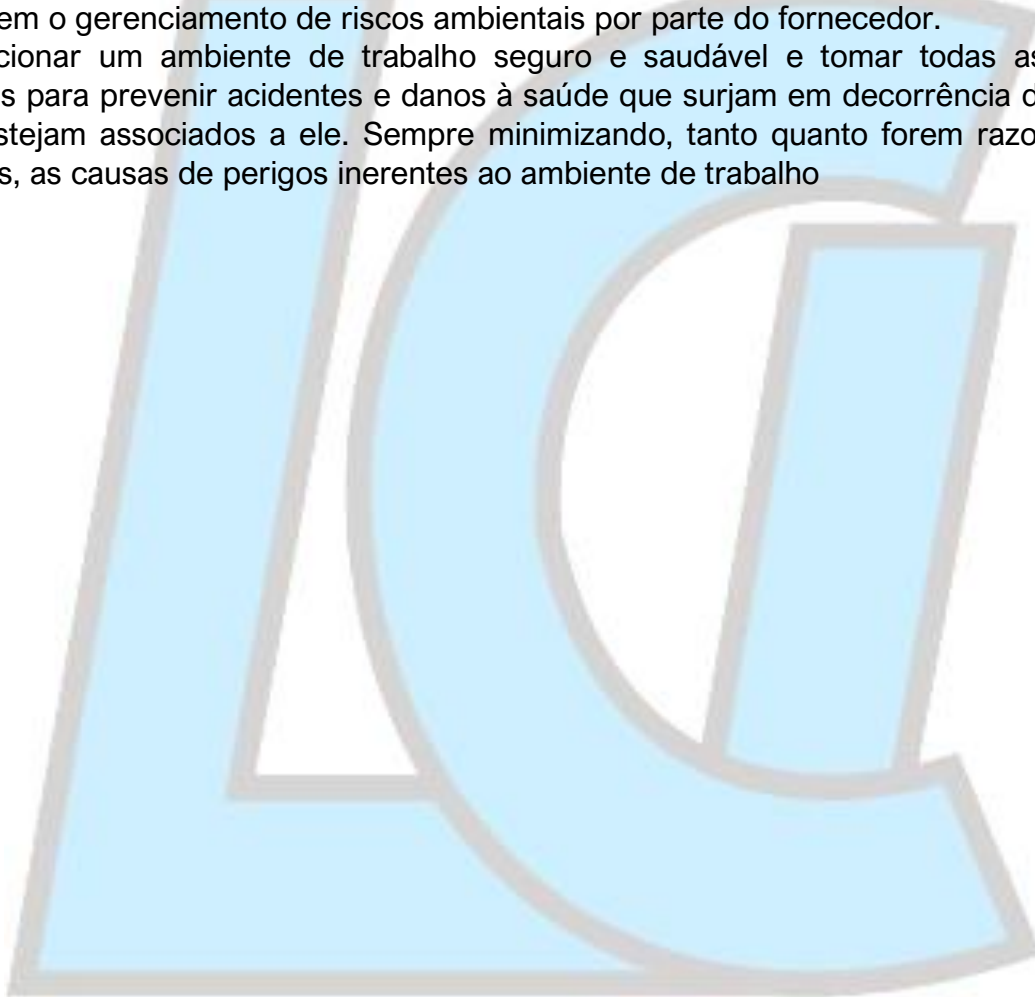 em o gerenciamento de riscos ambientais por parte do fornecedor.
cionar um ambiente de trabalho seguro e saudável e tomar todas as
s para prevenir acidentes e danos à saúde que surjam em decorrência d
stejam associados a ele. Sempre minimizando, tanto quanto forem razo
s, as causas de perigos inerentes ao ambiente de trabalho
LCI